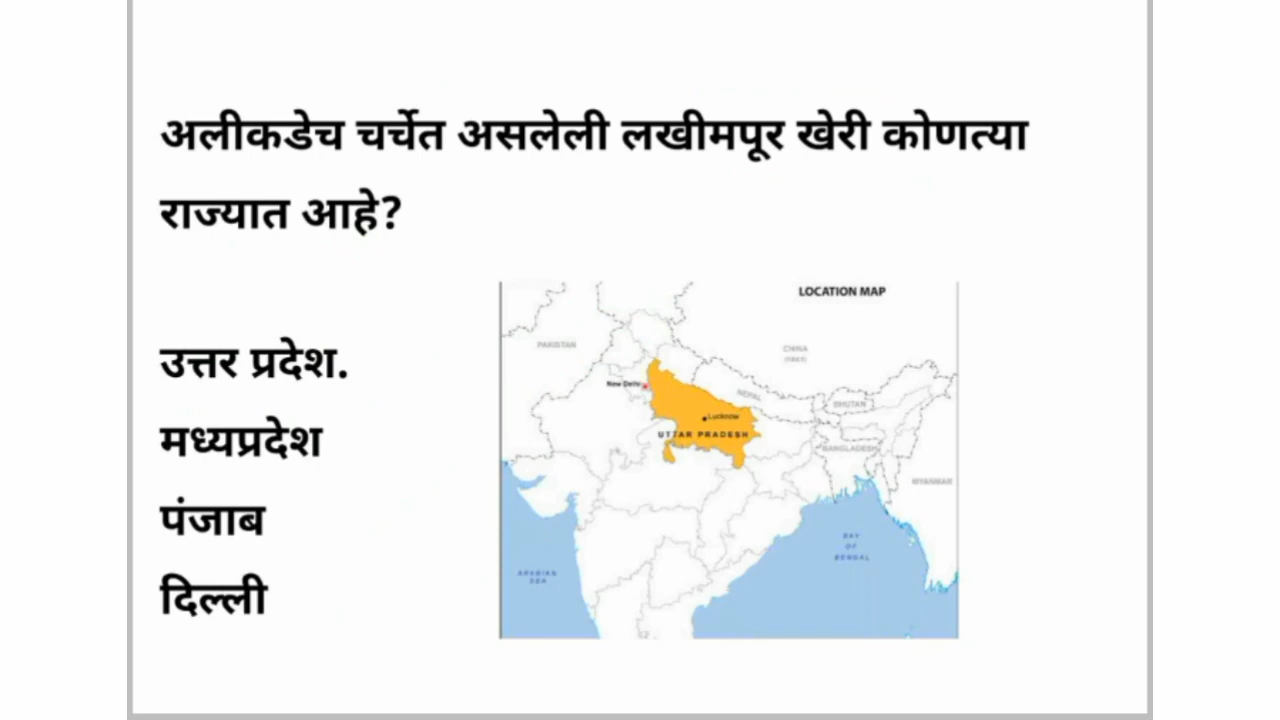 अलीकडेच चर्चेत असलेली लखीमपूर खेरी कोणत्या
राज्यात आहे?
उत्तर प्रदेश.
मध्यप्रदेश
पंजाब
दिल्ली
LOCATION MAP
PAKISTAN
CHINA
New Delhi
NEPAL
BHUTAN
Lucknow
UTTAR PRADESH
BANGLADESH
MYANMAR
BAY
OF
BENGAL
ARABIAN
SEA